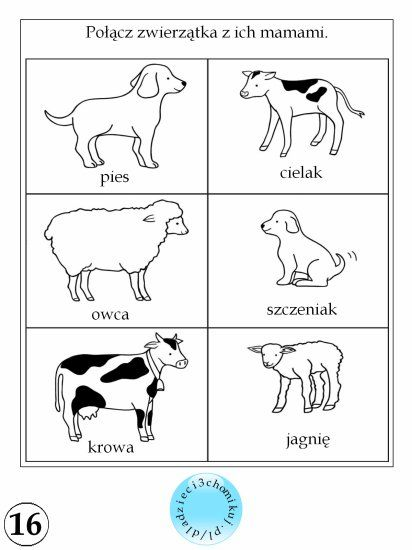 Połącz zwierzątka z ich mamami.
pies
cielak
owca
szczeniak
krowa
jagnię
dladzieci3chomikuj.pl/
16